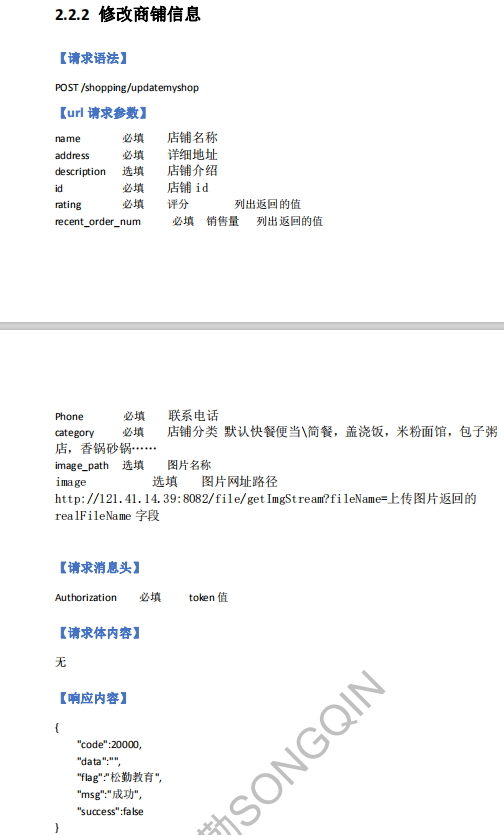 2.2.2 修改商铺信息
【请求语法】
POST /shopping/updatemyshop
【url 请求参数】
name 必填 店铺名称
address 必填 详细地址
description 选填 店铺介绍
id 必填 店铺 id
rating 必填 评分 列出返回的值
recent_order_num 必填 销售量 列出返回的值
Phone 必填 联系电话
category 必填 店铺分类 默认快餐便当\简餐，盖浇饭，米粉面馆，包子粥
店，香锅砂锅……
image_path 选填 图片名称
image 选填 图片网址路径
http://121.41.14.39:8082/file/getImgStream?fileName=上传图片返回的
realFileName 字段
【请求消息头】
Authorization 必填 token 值
【请求体内容】
无
【响应内容】
{
"code":20000,
"data":"",
"flag":"松勤教育",
"msg":"成功",
"success":false
}
勤SONGQIN